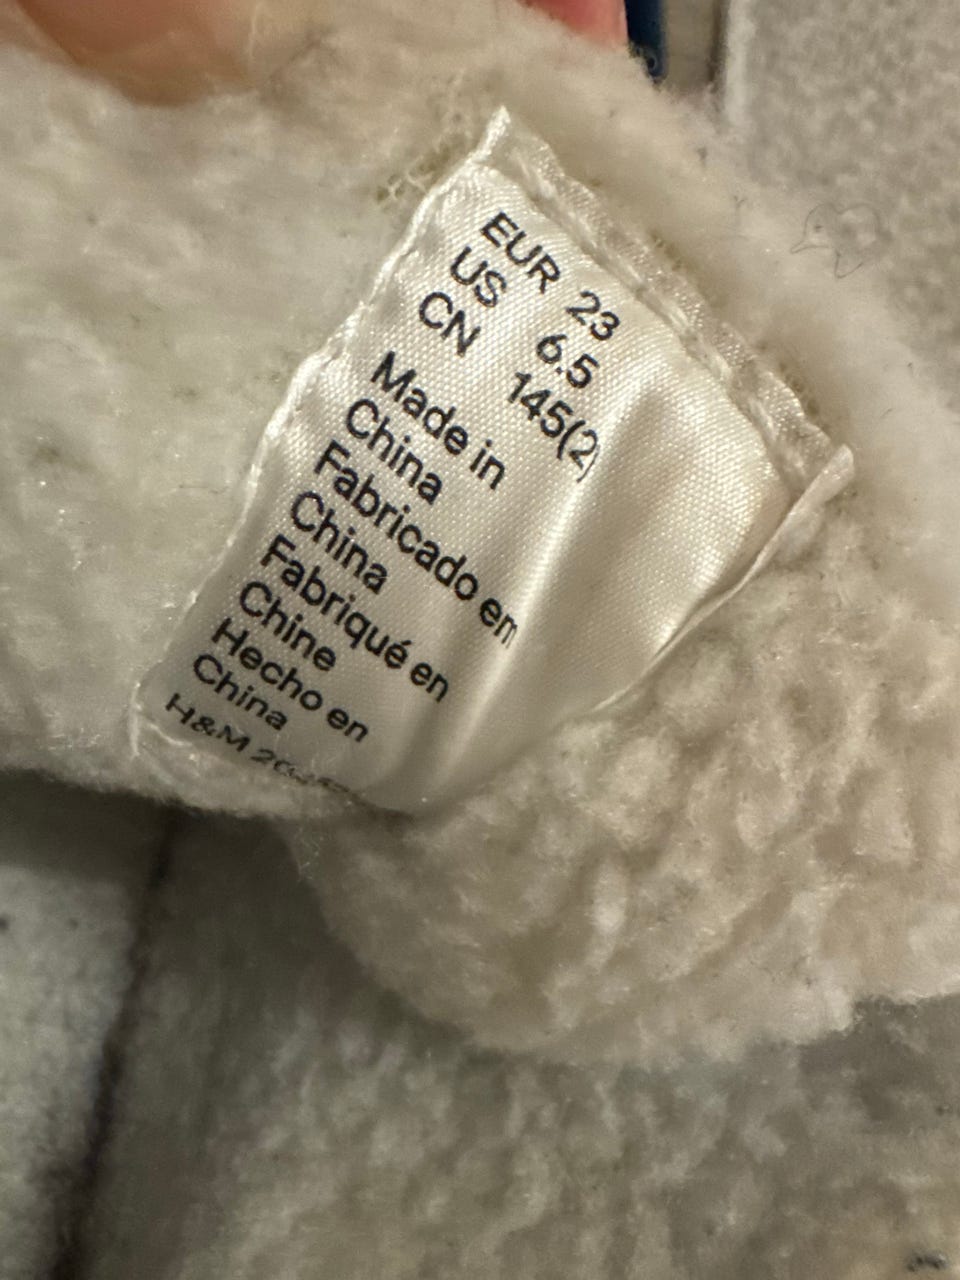 EUR 23
US 6.5
CN 145(2)
Made in
China
Fabricado em
China
Fabriqué en
Chine
Hecho en
China
H&M